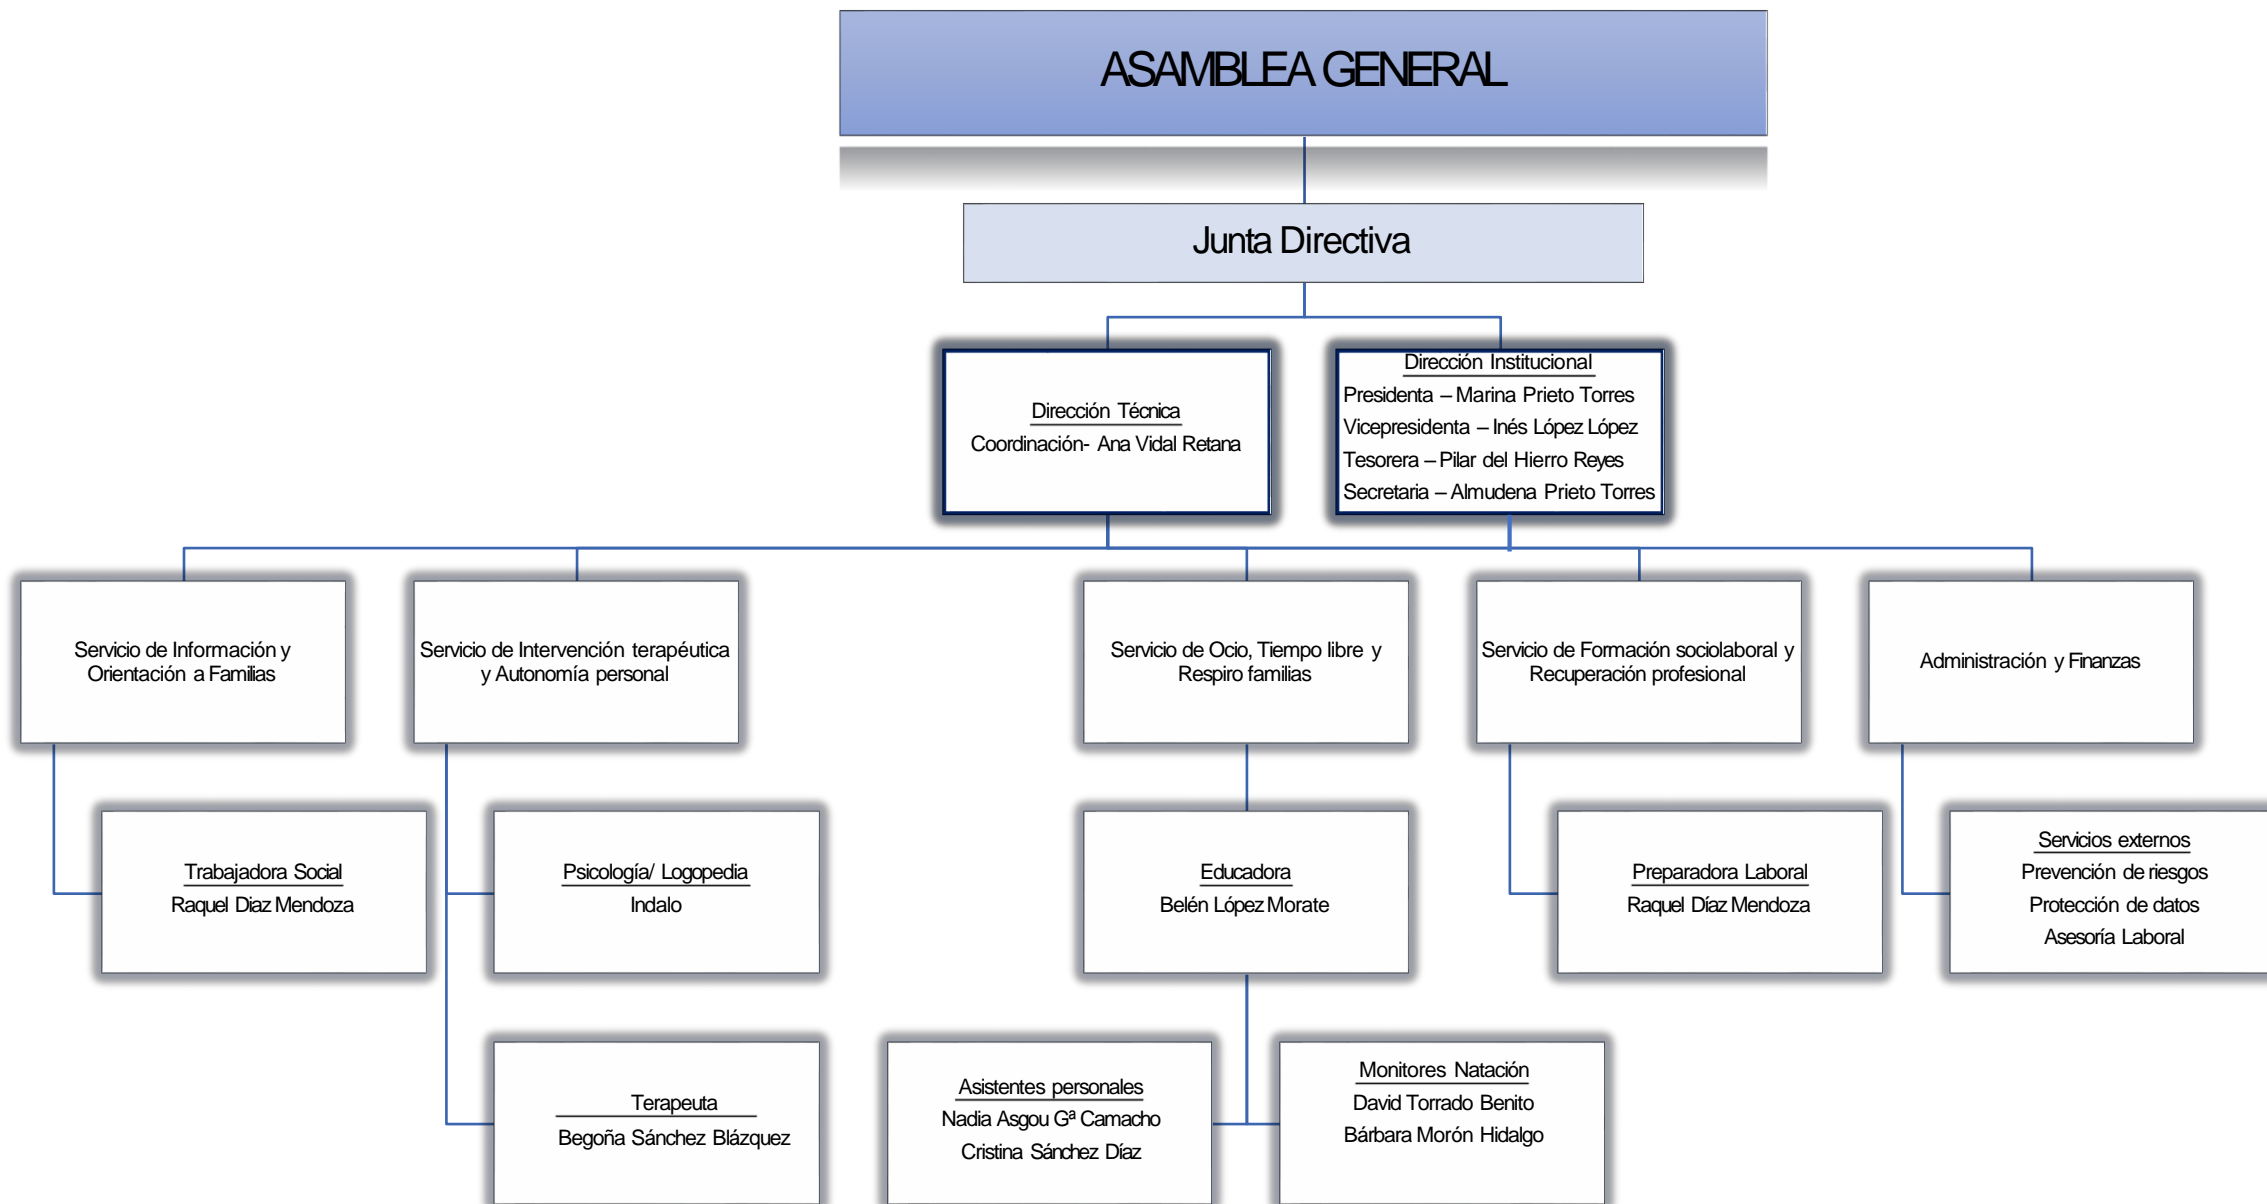 ASAMBLEA GENERAL
Junta Directiva
Dirección Técnica
Coordinación- Ana Vidal Retana
Dirección Institucional
Presidenta – Marina Prieto Torres
Vicepresidenta – Inés López López
Tesorera – Pilar del Hierro Reyes
Secretaria – Almudena Prieto Torres
Servicio de Información y
Orientación a Familias
Servicio de Intervención terapéutica
y Autonomía personal
Servicio de Ocio, Tiempo libre y
Respiro familias
Servicio de Formación sociolaboral y
Recuperación profesional
Administración y Finanzas
Trabajadora Social
Raquel Diaz Mendoza
Psicología/ Logopedia
Indalo
Educadora
Belén López Morate
Preparadora Laboral
Raquel Díaz Mendoza
Servicios externos
Prevención de riesgos
Protección de datos
Asesoría Laboral
Terapeuta
Begoña Sánchez Blázquez
Asistentes personales
Nadia Asgou Gª Camacho
Cristina Sánchez Díaz
Monitores Natación
David Torrado Benito
Bárbara Morón Hidalgo